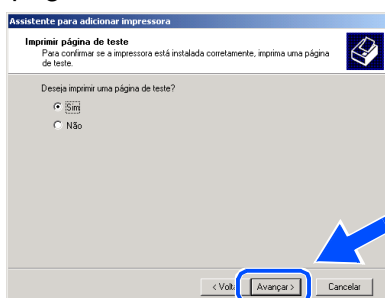 Assistente para adicionar impressora
Imprimir página de teste
Para confirmar se a impressora está instalada corretamente, imprima uma página
de teste.
Deseja imprimir uma página de teste?
Sim
Não
< Volt Avançar > Cancelar